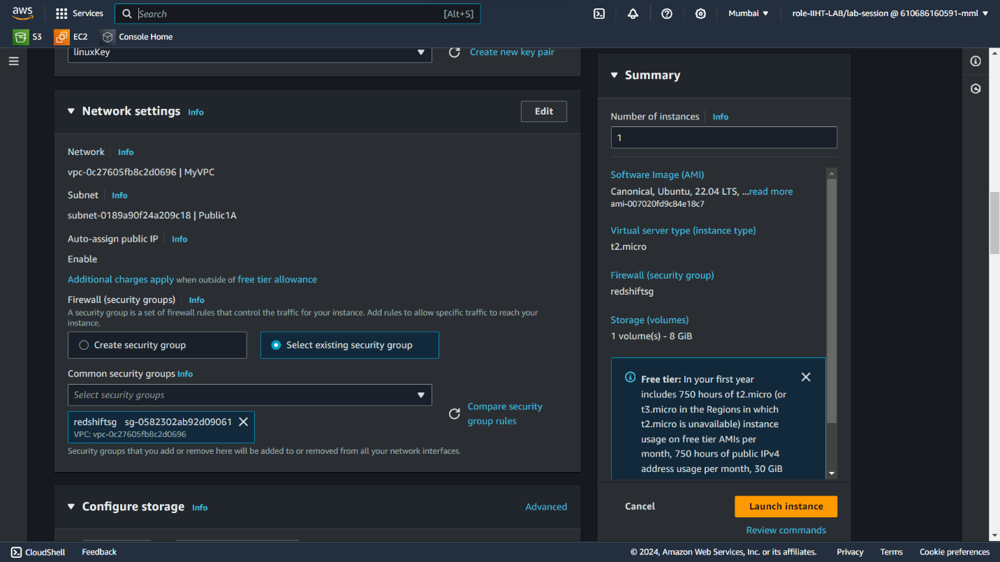 aws
Services
Search
[Alt+S]
Mumbai
role-IIHT-LAB/lab-session @ 610686160591-mml
S3
EC2
Console Home
linuxKey
Create new key pair
Network settings Info
Edit
Network Info
vpc-0c27605fb8c2d0696 | MyVPC
Subnet Info
subnet-0189a90f24a209c18 | Public1A
Auto-assign public IP Info
Enable
Additional charges apply when outside of free tier allowance
Firewall (security groups) Info
A security group is a set of firewall rules that control the traffic for your instance. Add rules to allow specific traffic to reach your
instance.
Create security group
Select existing security group
Common security groups Info
Select security groups
Compare security
group rules
redshiftsg sg-0582302ab92d09061
VPC: vpc-0c27605fb8c2d0696
Security groups that you add or remove here will be added to or removed from all your network interfaces.
Configure storage Info
Advanced
Summary
Number of instances Info
1
Software Image (AMI)
Canonical, Ubuntu, 22.04 LTS, ...read more
ami-007020fd9c84e18c7
Virtual server type (instance type)
t2.micro
Firewall (security group)
redshiftsg
Storage (volumes)
1 volume(s) - 8 GiB
Free tier: In your first year
includes 750 hours of t2.micro (or
t3.micro in the Regions in which
t2.micro is unavailable) instance
usage on free tier AMIs per
month, 750 hours of public IPv4
address usage per month, 30 GiB
Cancel
Launch instance
Review commands
CloudShell
Feedback
© 2024, Amazon Web Services, Inc. or its affiliates.
Privacy
Terms
Cookie preferences